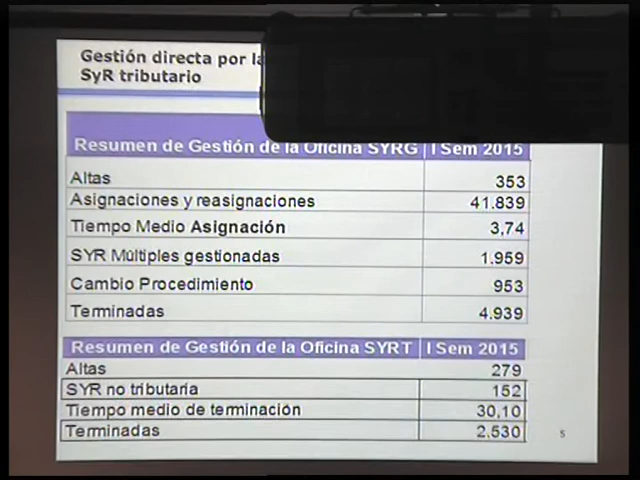 Gestión directa por la
SyR tributario
Resumen de Gestión de la Oficina SYRG I Sem 2015
Altas 353
Asignaciones y reasignaciones 41.839
Tiempo Medio Asignación 3,74
SYR Múltiples gestionadas 1.959
Cambio Procedimiento 953
Terminadas 4.939
Resumen de Gestión de la Oficina SYRT I Sem 2015
Altas 279
SYR no tributaria 152
Tiempo medio de terminación 30,10
Terminadas 2.530